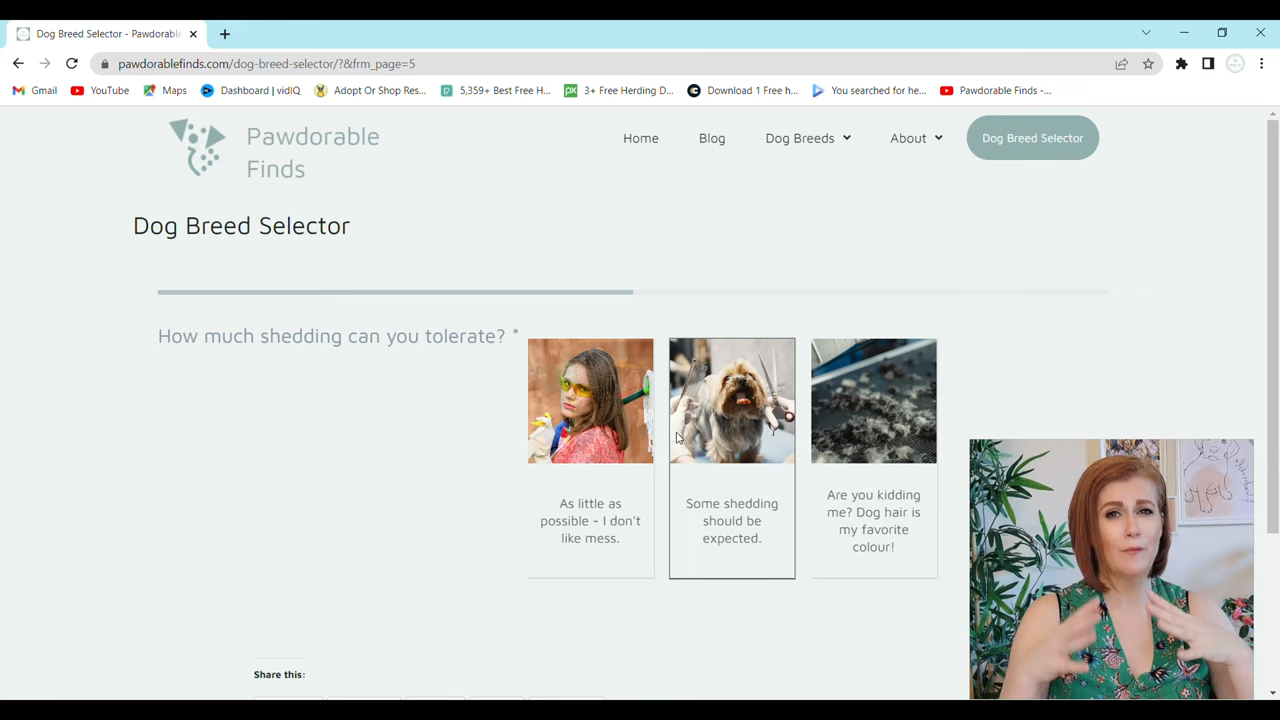 Dog Breed Selector - Pawdorable
pawdorablefinds.com/dog-breed-selector/?&frm_page=5
Gmail
YouTube
Maps
Dashboard | vidIQ
Adopt Or Shop Res...
5,359+ Best Free H...
3+ Free Herding D...
Download 1 Free h...
You searched for he...
Pawdorable Finds -...
Pawdorable
Finds
Home
Blog
Dog Breeds
About
Dog Breed Selector
Dog Breed Selector
How much shedding can you tolerate? *
As little as
possible - I don't
like mess.
Some shedding
should be
expected.
Are you kidding
me? Dog hair is
my favorite
colour!
Share this: